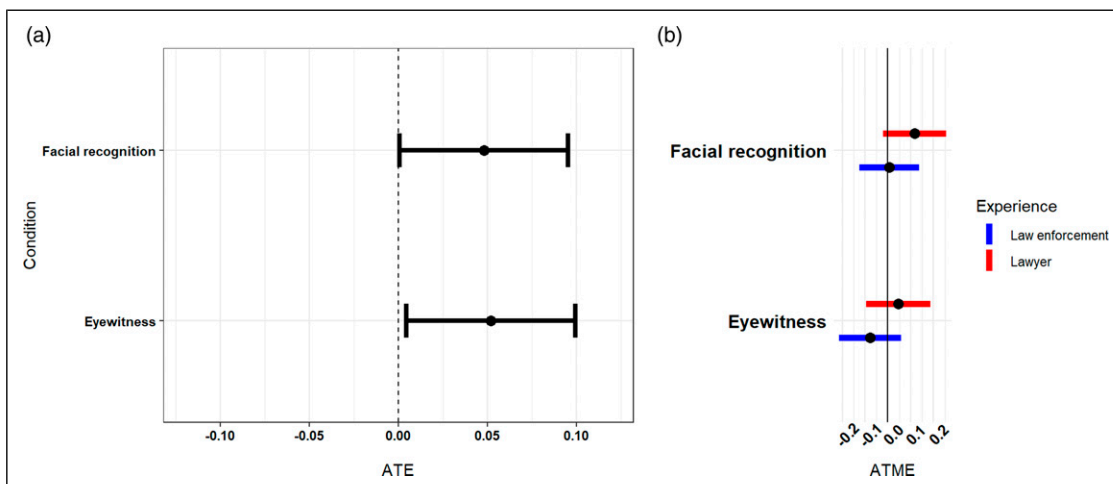 (a)
Condition
Facial recognition
Eyewitness
-0.10 -0.05 0.00 0.05 0.10
ATE
(b)
Facial recognition
Eyewitness
-0.2 -0.1 0.0 0.1 0.2
ATME
Experience
Law enforcement
Lawyer